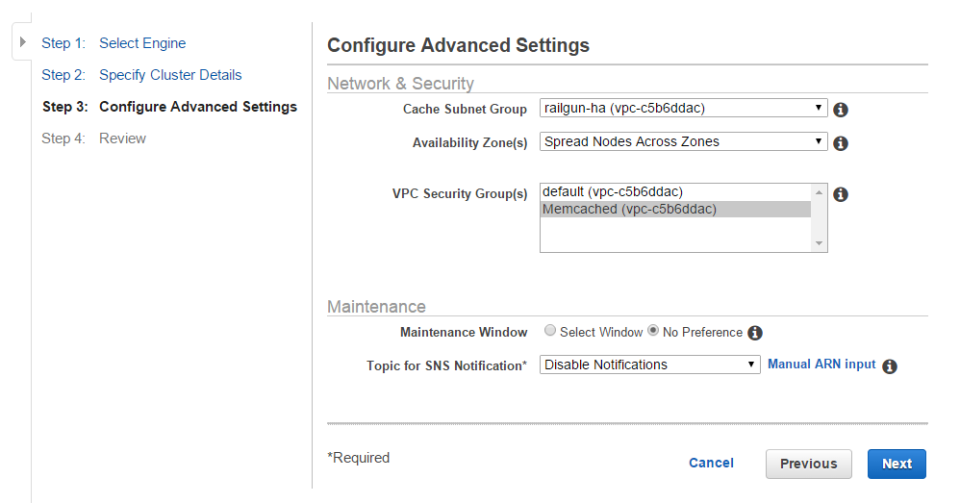 Step 1: Select Engine
Step 2: Specify Cluster Details
Step 3: Configure Advanced Settings
Step 4: Review
Configure Advanced Settings
Network & Security
Cache Subnet Group railgun-ha (vpc-c5b6ddac)
Availability Zone(s) Spread Nodes Across Zones
VPC Security Group(s) default (vpc-c5b6ddac)
Memcached (vpc-c5b6ddac)
Maintenance
Maintenance Window Select Window No Preference
Topic for SNS Notification* Disable Notifications Manual ARN input
*Required Cancel Previous Next